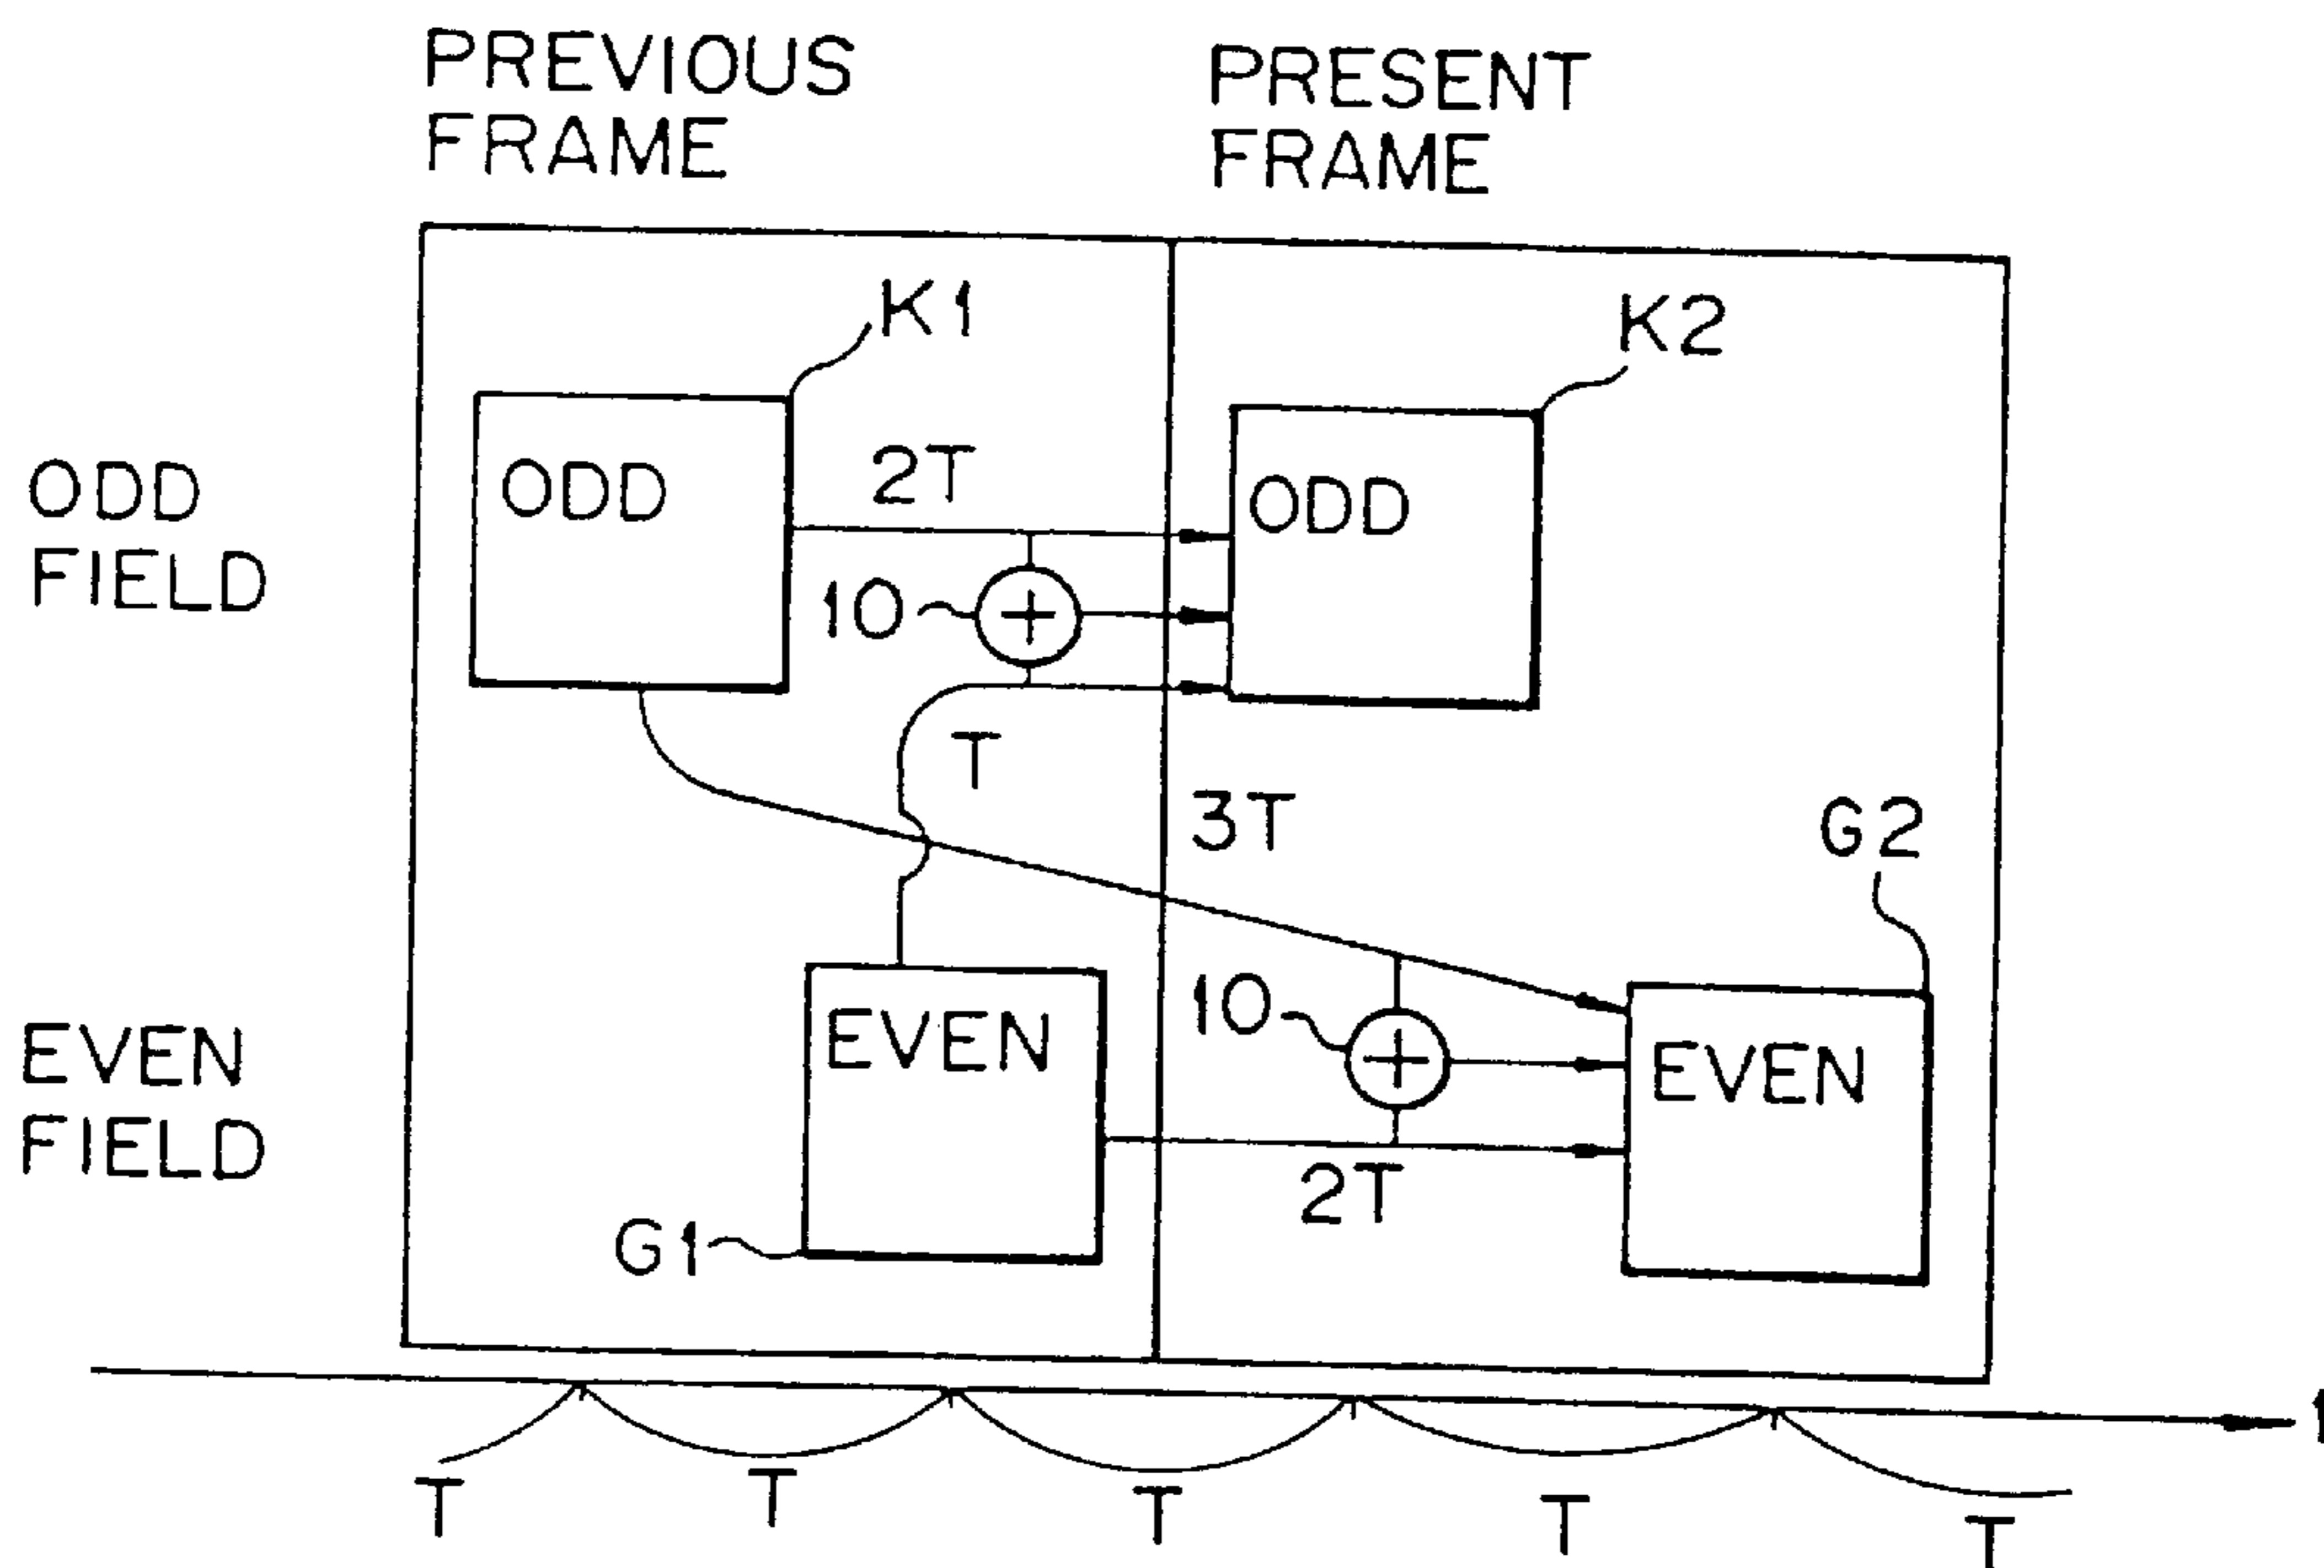 PREVIOUS
FRAME
PRESENT
FRAME
K1
K2
ODD
FIELD
ODD
2T
ODD
10
T
3T
G2
EVEN
FIELD
EVEN
10
EVEN
2T
G1
T
T
T
T
T